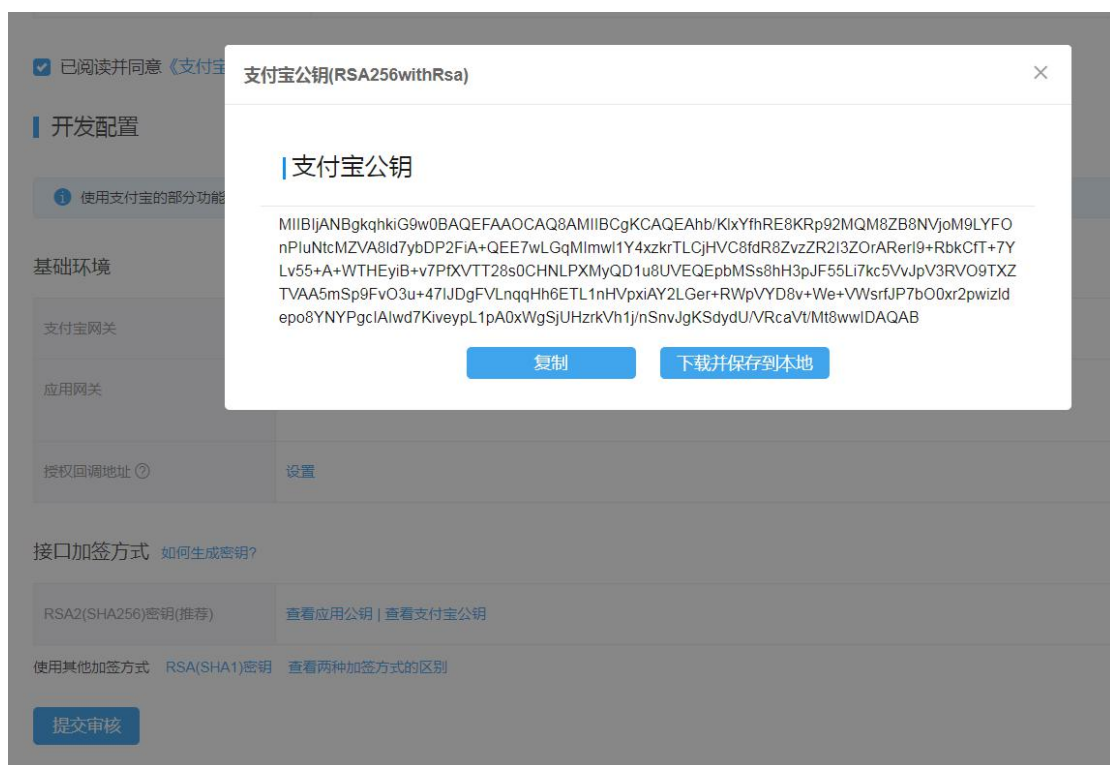 已阅读并同意《支付宝
支付宝公钥(RSA256withRsa)
开发配置
支付宝公钥
使用支付宝的部分功能
MIIBIjANBgkqhkiG9w0BAQEFAAOCAQ8AMIIBCgKCAQEAhb/KlxYfhRE8KRp92MQM8ZB8NVjoM9LYFO
nPIuNtcMZVA8ld7ybDP2FiA+QEE7wLGqMImwI1Y4xzkrTLCjHVC8fdR8ZvzZR2I3ZOrARerI9+RbkCfT+7Y
Lv55+A+WTHEyiB+v7PfXVTT28s0CHNLPXMyQD1u8UVEQEpbMSs8hH3pJF55Li7kc5VvJpV3RVO9TXZ
TVAA5mSp9FvO3u+47IJDgFVLnqqHh6ETL1nHVpxiAY2LGer+RWpVYD8v+We+VWsrfJP7bO0xr2pwizId
epo8YNYPgcIAlwd7KiveypL1pA0xWgSjUHzrkVh1j/nSnvJgKSdydU/VRcaVt/Mt8wwIDAQAB
基础环境
支付宝网关
复制
下载并保存到本地
应用网关
授权回调地址
设置
接口加签方式 如何生成密钥?
RSA2(SHA256)密钥(推荐)
查看应用公钥 | 查看支付宝公钥
使用其他加签方式 RSA(SHA1)密钥 查看两种加签方式的区别
提交审核